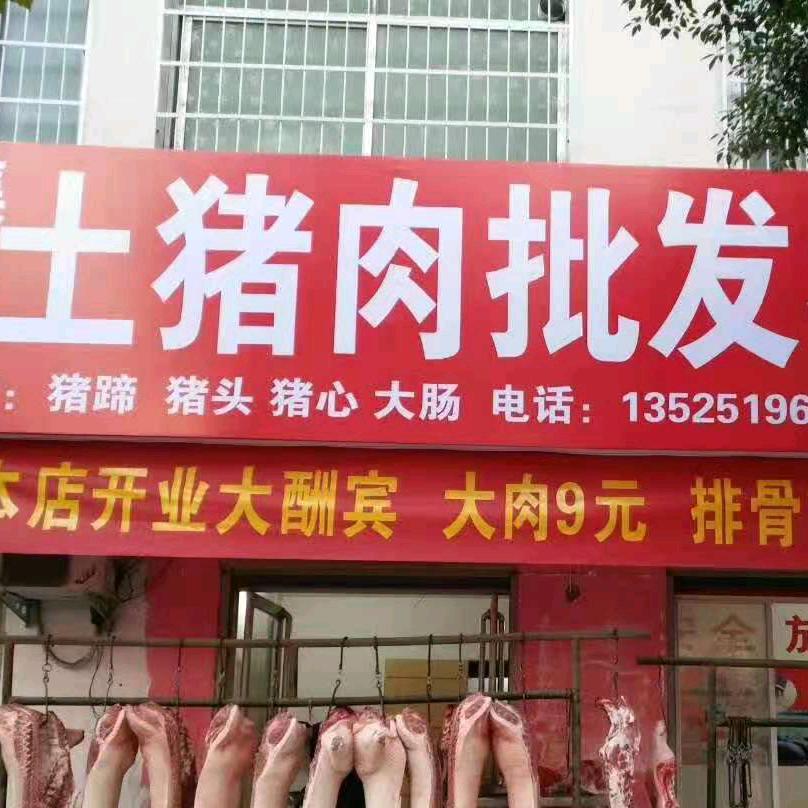 土猪肉批发
：猪蹄 猪头 猪心 大肠 电话：13525196
本店开业大酬宾 大肉9元 排骨